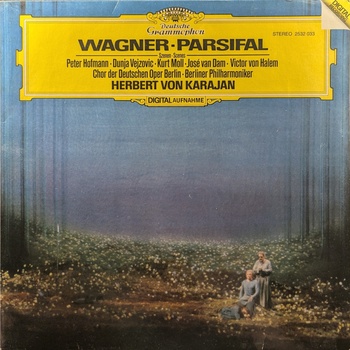 Deutsche
Grammophon
DIGITAL
WAGNER·PARSIFAL
STEREO 2532 033
Szenen·Scenes
Peter Hofmann·Dunja Vejzovic·Kurt Moll·José van Dam·Victor von Halem
Chor der Deutschen Oper Berlin·Berliner Philharmoniker
HERBERT VON KARAJAN
DIGITAL AUFNAHME